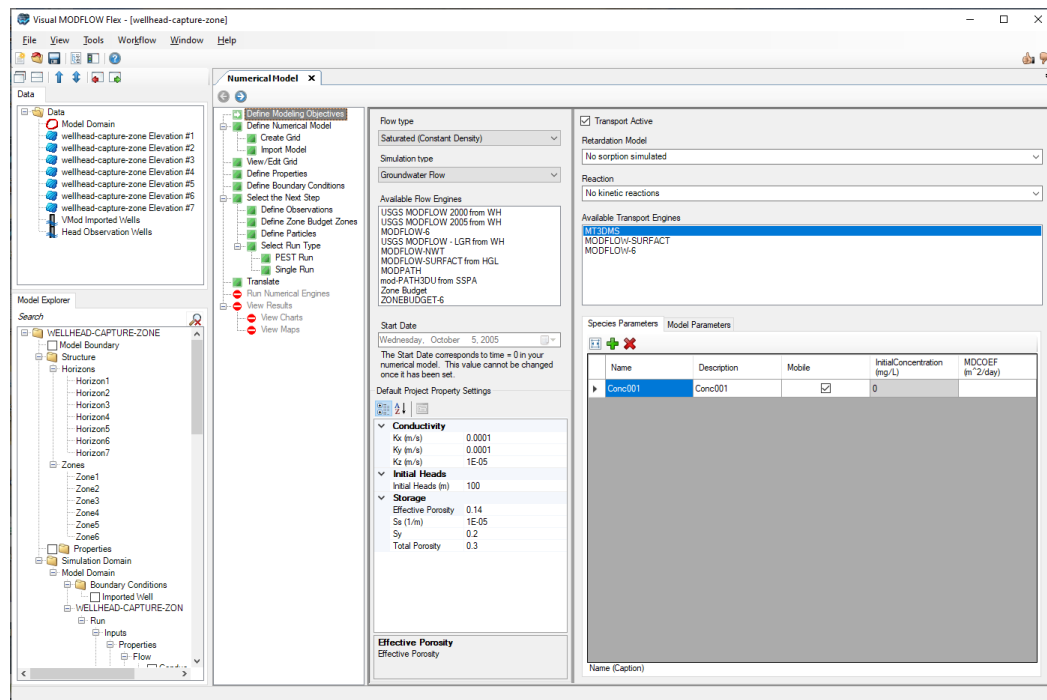 Visual MODFLOW Flex - [wellhead-capture-zone]
File View Tools Workflow Window Help
Data
Data
Model Domain
wellhead-capture-zone Elevation #1
wellhead-capture-zone Elevation #2
wellhead-capture-zone Elevation #3
wellhead-capture-zone Elevation #4
wellhead-capture-zone Elevation #5
wellhead-capture-zone Elevation #6
wellhead-capture-zone Elevation #7
VMod Imported Wells
Head Observation Wells
Model Explorer
Search
WELLHEAD-CAPTURE-ZONE
Model Boundary
Structure
Horizons
Horizon1
Horizon2
Horizon3
Horizon4
Horizon5
Horizon6
Horizon7
Zones
Zone1
Zone2
Zone3
Zone4
Zone5
Zone6
Properties
Simulation Domain
Model Domain
Boundary Conditions
Imported Well
WELLHEAD-CAPTURE-ZON
Run
Inputs
Properties
Flow
Numerical Model X
Define Modeling Objectives
Define Numerical Model
Create Grid
Import Model
View/Edit Grid
Define Properties
Define Boundary Conditions
Select the Next Step
Define Observations
Define Zone Budget Zones
Define Particles
Select Run Type
PEST Run
Single Run
Translate
Run Numerical Engines
View Results
View Charts
View Maps
Flow type
Saturated (Constant Density)
Simulation type
Groundwater Flow
Available Flow Engines
USGS MODFLOW 2000 from WH
USGS MODFLOW 2005 from WH
MODFLOW-6
USGS MODFLOW - LGR from WH
MODFLOW-NWT
MODFLOW-SURFACT from HGL
MODPATH
mod-PATH3DU from SSPA
Zone Budget
ZONEBUDGET-6
Start Date
Wednesday, October 5, 2005
The Start Date corresponds to time = 0 in your
numerical model. This value cannot be changed
once it has been set.
Default Project Property Settings
Conductivity
Kx (m/s) 0.0001
Ky (m/s) 0.0001
Kz (m/s) 1E-05
Initial Heads
Initial Heads (m) 100
Storage
Effective Porosity 0.14
Ss (1/m) 1E-05
Sy 0.2
Total Porosity 0.3
Effective Porosity
Effective Porosity
Transport Active
Retardation Model
No sorption simulated
Reaction
No kinetic reactions
Available Transport Engines
MT3DMS
MODFLOW-SURFACT
MODFLOW-6
Species Parameters Model Parameters
Name Description Mobile InitialConcentration (mg/L) MDCOEF (m^2/day)
Conc001 Conc001 0
Name (Caption)